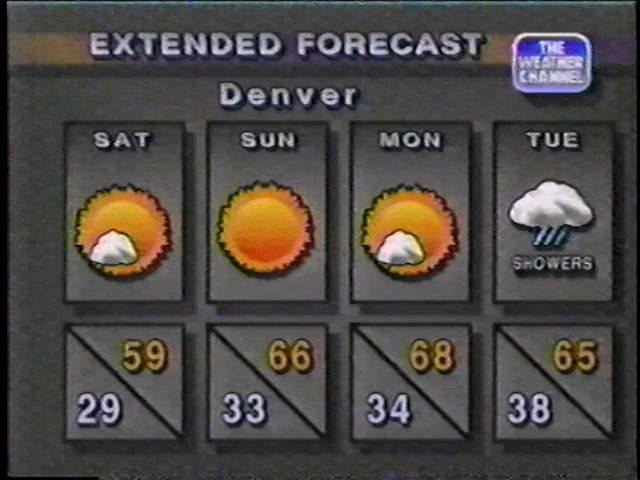 EXTENDED FORECAST
THE
WEATHER
CHANNEL
Denver
SAT SUN MON TUE
SHOWERS
59 66 68 65
29 33 34 38